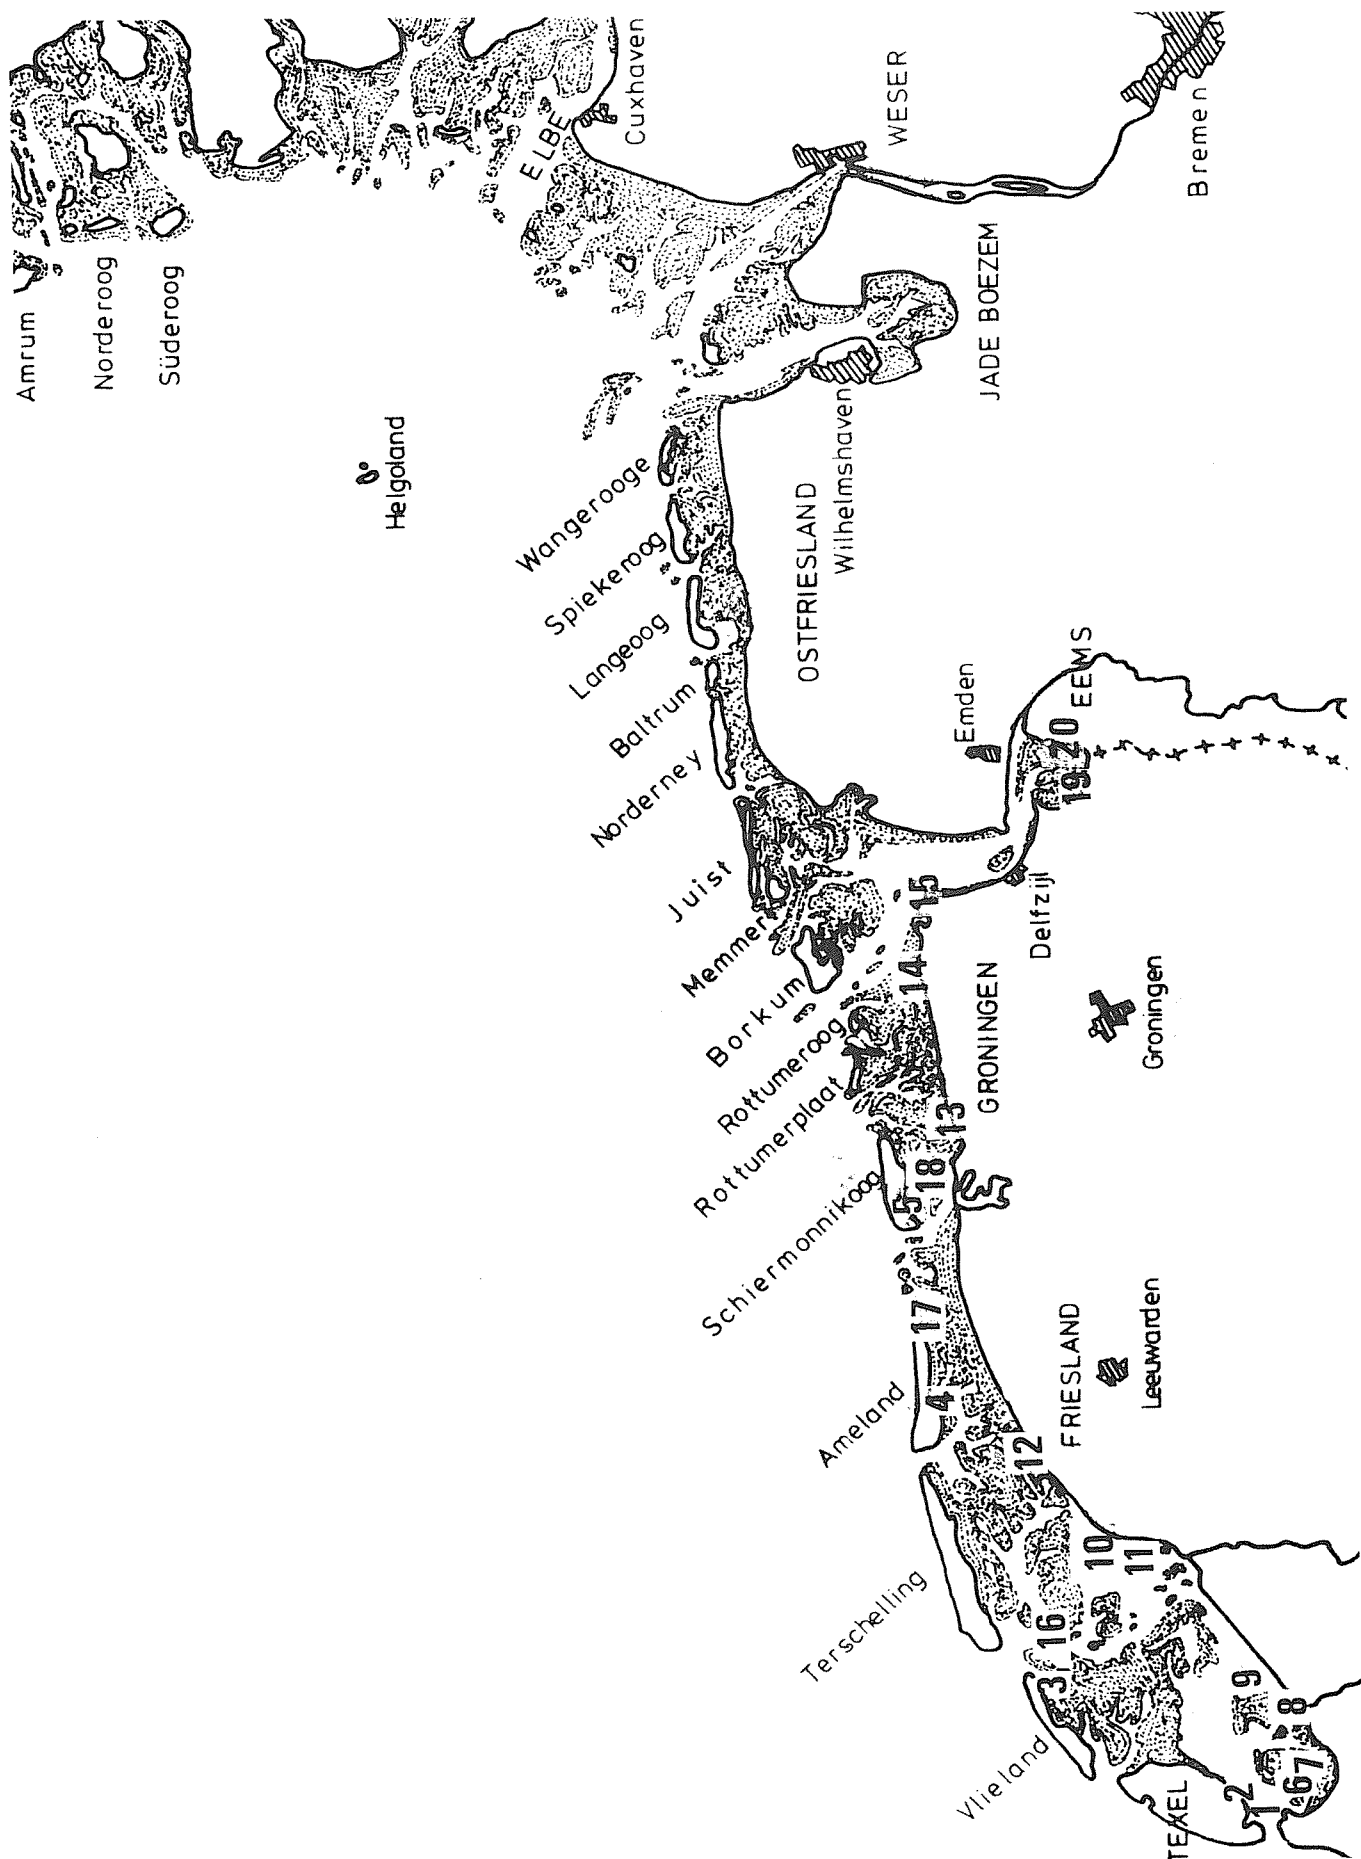 Amrum
Norderoog
Süderoog
Helgoland
ELBE
Cuxhaven
WESER
Bremen
JADE BOEZEM
Wilhelmshaven
OSTFRIESLAND
Wangerooge
Spiekeroog
Langeoog
Baltrum
Norderney
Juist
Memmert
Borkum
Rottumeroog
Rottumerplaat
Schiermonnikoog
Ameland
Terschelling
Vlieland
TEXEL
Emden
EEMS
Delfzijl
GRONINGEN
Groningen
FRIESLAND
Leeuwarden
1
2
3
4
5
6
7
8
9
10
11
12
13
14
15
16
17
18
19
20